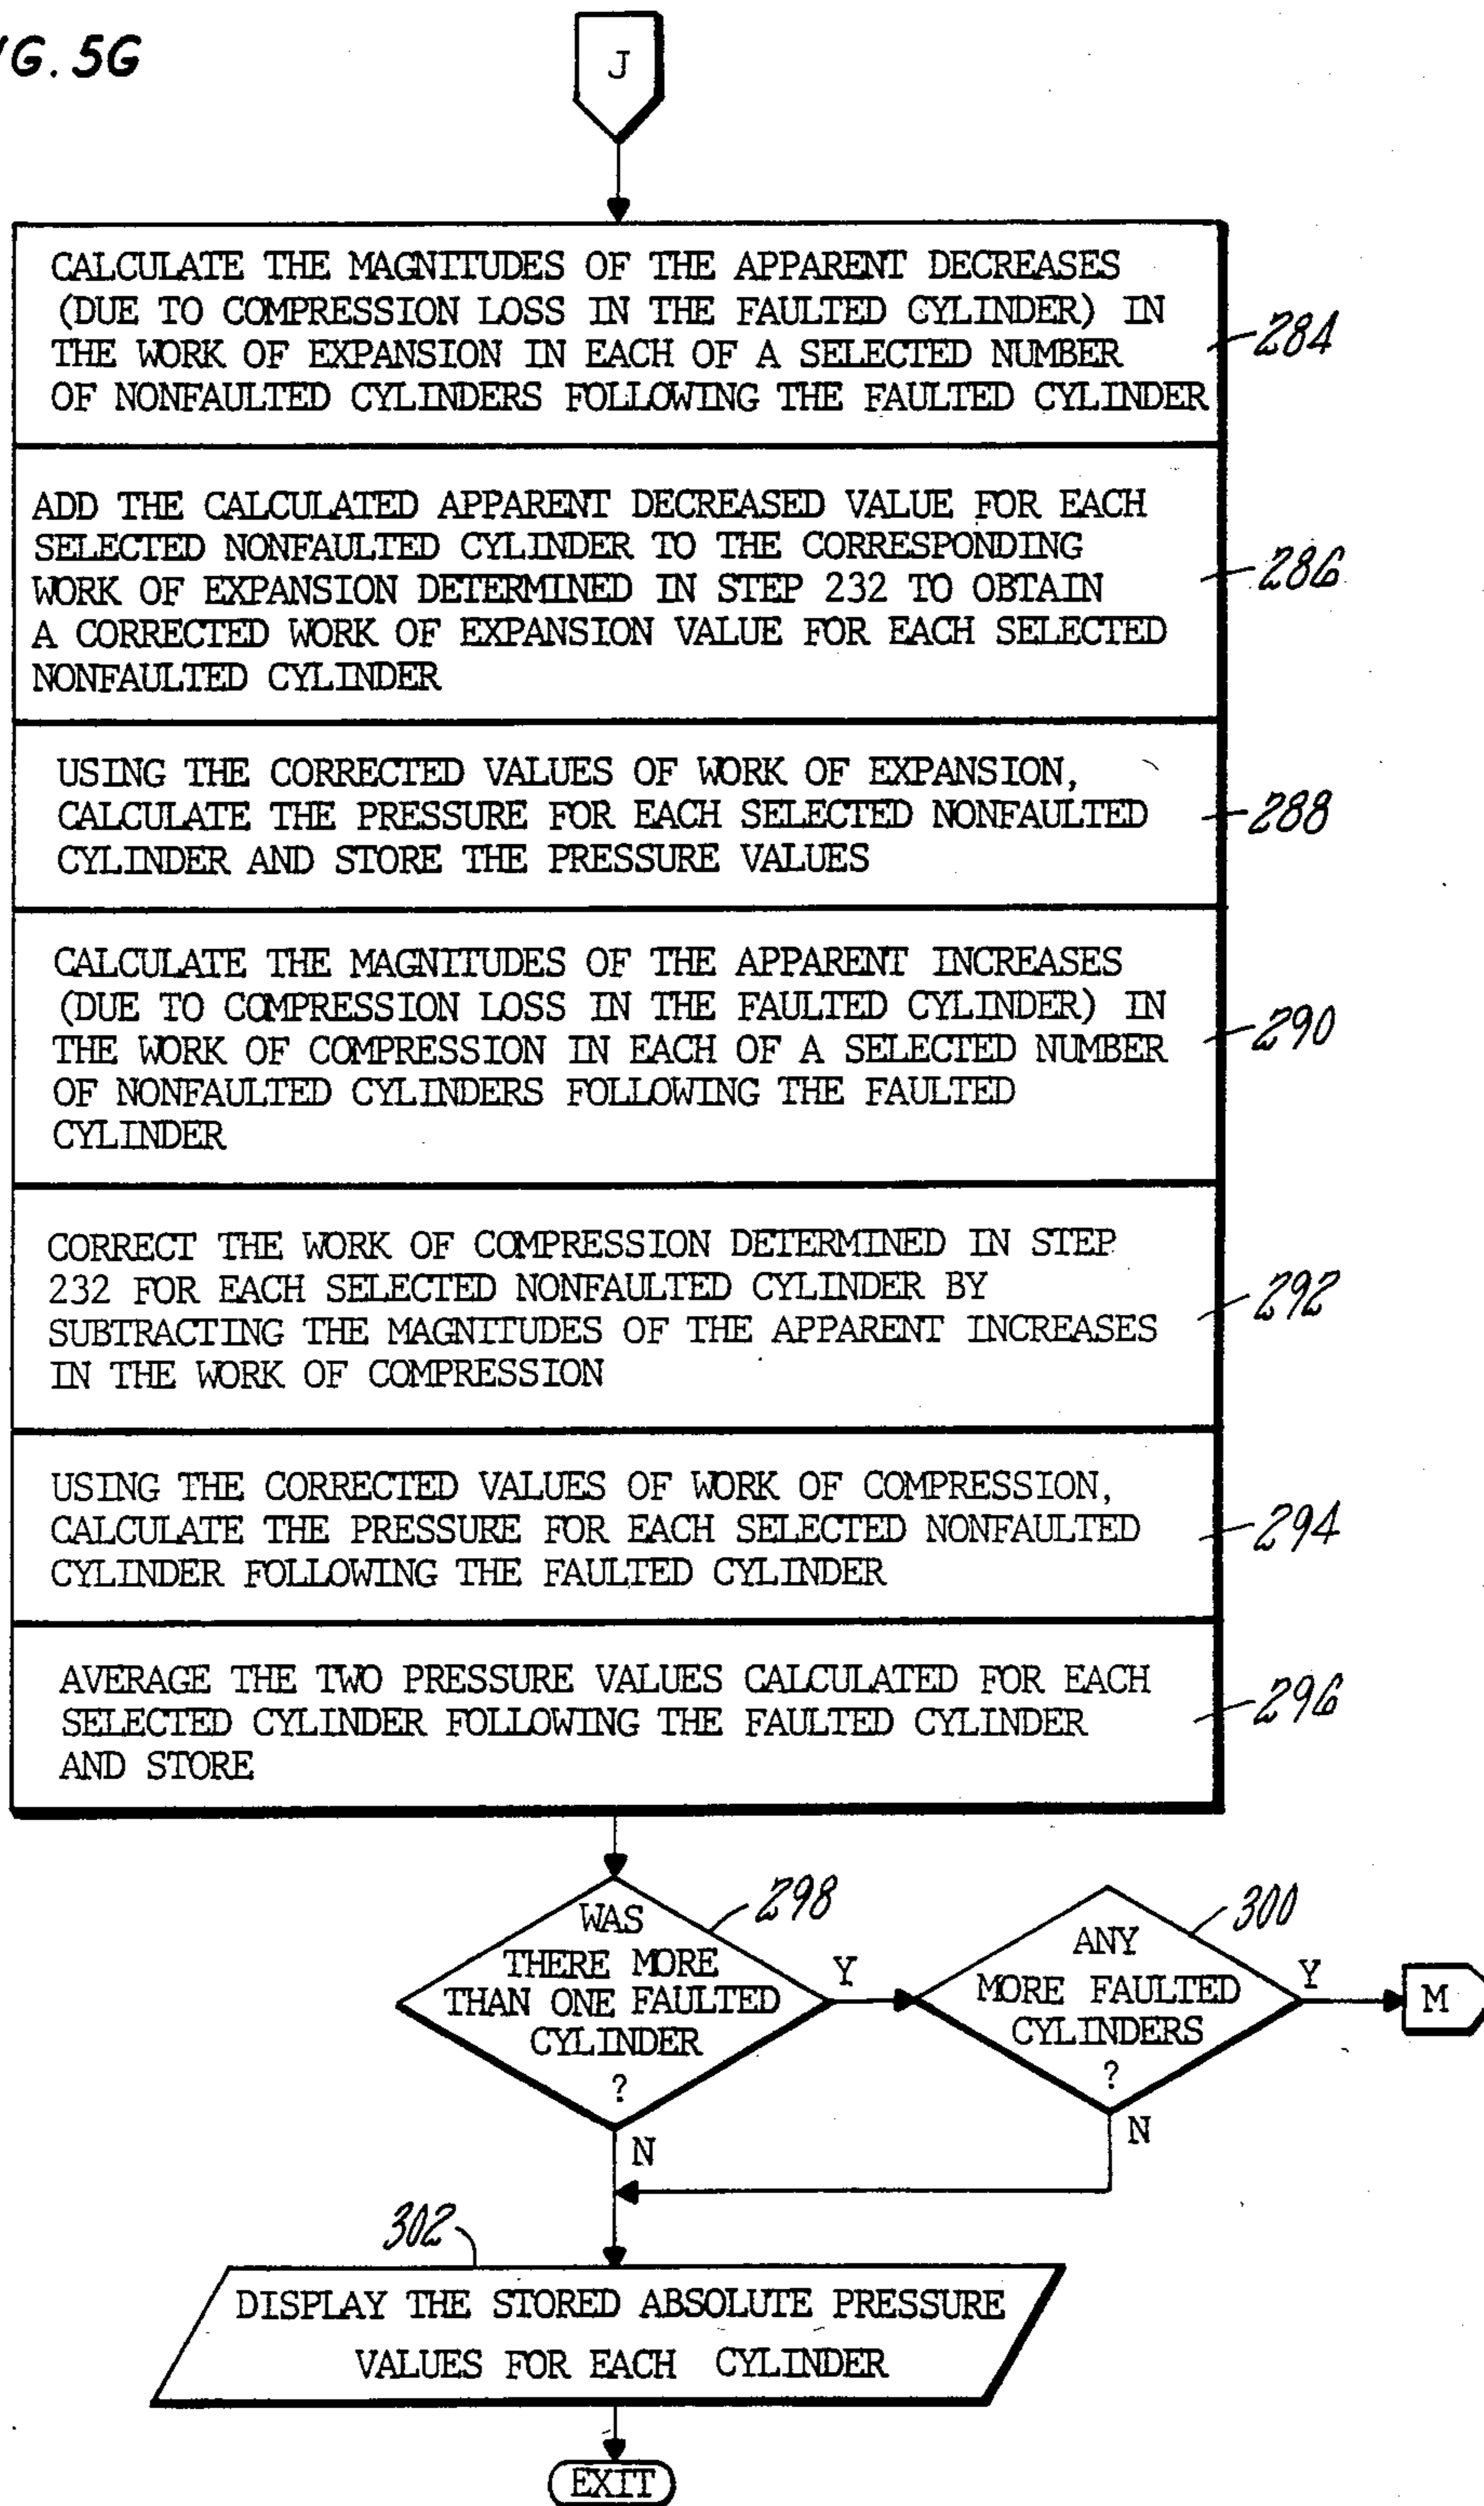 IG. 5G
J
CALCULATE THE MAGNITUDES OF THE APPARENT DECREASES
(DUE TO COMPRESSION LOSS IN THE FAULTED CYLINDER) IN
THE WORK OF EXPANSION IN EACH OF A SELECTED NUMBER
OF NONFAULTED CYLINDERS FOLLOWING THE FAULTED CYLINDER
284
ADD THE CALCULATED APPARENT DECREASED VALUE FOR EACH
SELECTED NONFAULTED CYLINDER TO THE CORRESPONDING
WORK OF EXPANSION DETERMINED IN STEP 232 TO OBTAIN
A CORRECTED WORK OF EXPANSION VALUE FOR EACH SELECTED
NONFAULTED CYLINDER
286
USING THE CORRECTED VALUES OF WORK OF EXPANSION,
CALCULATE THE PRESSURE FOR EACH SELECTED NONFAULTED
CYLINDER AND STORE THE PRESSURE VALUES
288
CALCULATE THE MAGNITUDES OF THE APPARENT INCREASES
(DUE TO COMPRESSION LOSS IN THE FAULTED CYLINDER) IN
THE WORK OF COMPRESSION IN EACH OF A SELECTED NUMBER
OF NONFAULTED CYLINDERS FOLLOWING THE FAULTED
CYLINDER
290
CORRECT THE WORK OF COMPRESSION DETERMINED IN STEP
232 FOR EACH SELECTED NONFAULTED CYLINDER BY
SUBTRACTING THE MAGNITUDES OF THE APPARENT INCREASES
IN THE WORK OF COMPRESSION
292
USING THE CORRECTED VALUES OF WORK OF COMPRESSION,
CALCULATE THE PRESSURE FOR EACH SELECTED NONFAULTED
CYLINDER FOLLOWING THE FAULTED CYLINDER
294
AVERAGE THE TWO PRESSURE VALUES CALCULATED FOR EACH
SELECTED CYLINDER FOLLOWING THE FAULTED CYLINDER
AND STORE
296
WAS
THERE MORE
THAN ONE FAULTED
CYLINDER
?
298
Y
N
ANY
MORE FAULTED
CYLINDERS
?
300
Y
N
M
302
DISPLAY THE STORED ABSOLUTE PRESSURE
VALUES FOR EACH CYLINDER
EXIT